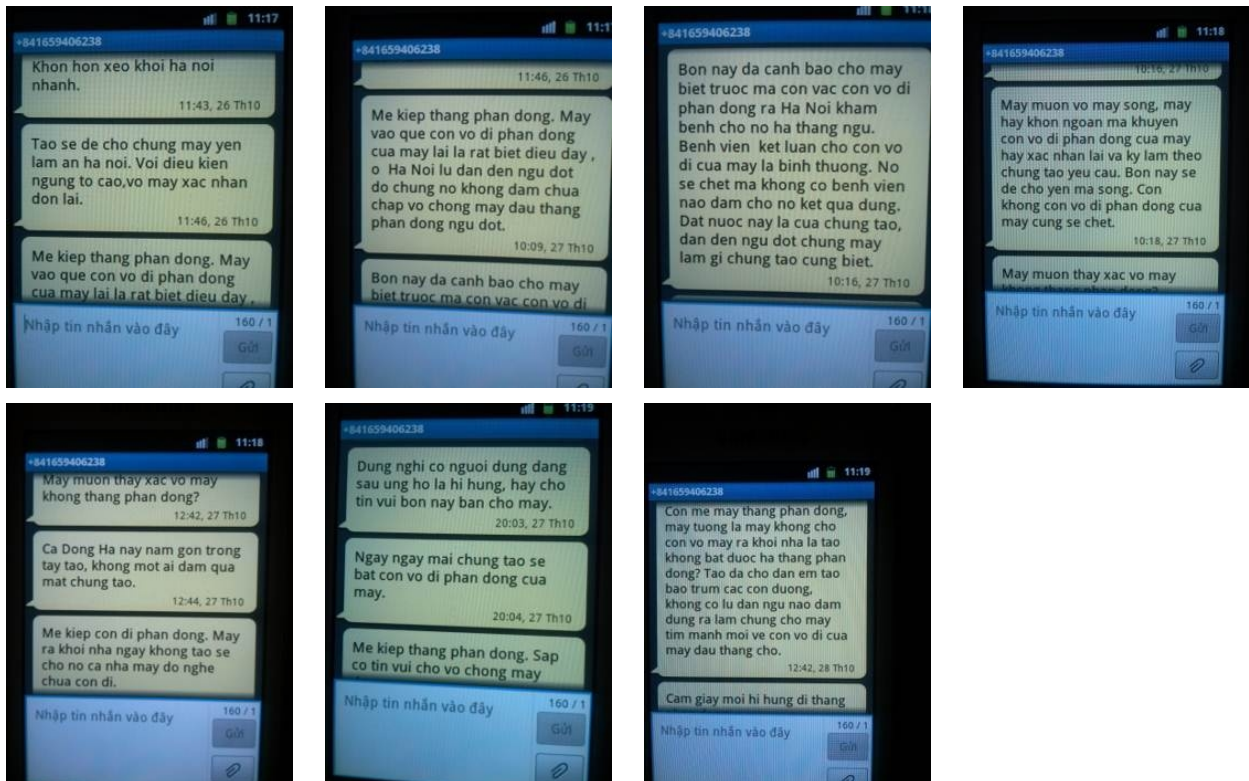 11:17
+841659406238
Khon hon xeo khoi ha noi
nhanh.
11:43, 26 Th10
Tao se de cho chung may yen
lam an ha noi. Voi dieu kien
ngung to cao,vo may xac nhan
don lai.
11:46, 26 Th10
Me kiep thang phan dong. May
vao que con vo di phan dong
cua may lai la rat biet dieu day,
Nhập tin nhắn vào đây
160 / 1
Gửi
+841659406238
11:46, 26 Th10
Me kiep thang phan dong. May
vao que con vo di phan dong
cua may lai la rat biet dieu day ,
o Ha Noi lu dan den ngu dot
do chung no khong dam chua
chap vo chong may dau thang
phan dong ngu dot.
10:09, 27 Th10
Bon nay da canh bao cho may
biet truoc ma con vac con vo di
Nhập tin nhắn vào đây
160 / 1
Gửi
+841659406238
Bon nay da canh bao cho may
biet truoc ma con vac con vo di
phan dong ra Ha Noi kham
benh cho no ha thang ngu.
Benh vien ket luan cho con vo
di cua may la binh thuong. No
se chet ma khong co benh vien
nao dam cho no ket qua dung.
Dat nuoc nay la cua chung tao,
dan den ngu dot chung may
lam gi chung tao cung biet.
10:16, 27 Th10
Nhập tin nhắn vào đây
160 / 1
Gửi
11:18
+841659406238
10:16, 27 Th10
May muon vo may song, may
hay khon ngoan ma khuyen
con vo di phan dong cua may
hay xac nhan lai va ky lam theo
chung tao yeu cau. Bon nay se
de cho yen ma song. Con
khong con vo di phan dong cua
may cung se chet.
10:18, 27 Th10
May muon thay xac vo may
khong thang phan dong?
Nhập tin nhắn vào đây
160 / 1
Gửi
11:18
+841659406238
May muon thay xac vo may
khong thang phan dong?
12:42, 27 Th10
Ca Dong Ha nay nam gon trong
tay tao, khong mot ai dam qua
mat chung tao.
12:44, 27 Th10
Me kiep con di phan dong. May
ra khoi nha ngay khong tao se
cho no ca nha may do nghe
chua con di.
Nhập tin nhắn vào đây
160 / 1
Gửi
11:19
+841659406238
Dung nghi co nguoi dung dang
sau ung ho la hi hung, hay cho
tin vui bon nay ban cho may.
20:03, 27 Th10
Ngay ngay mai chung tao se
bat con vo di phan dong cua
may.
20:04, 27 Th10
Me kiep thang phan dong. Sap
co tin vui cho vo chong may
Nhập tin nhắn vào đây
160 / 1
Gửi
11:19
+841659406238
Con me may thang phan dong,
may tuong la may khong cho
con vo may ra khoi nha la tao
khong bat duoc ha thang phan
dong? Tao da cho dan em tao
bao trum cac con duong,
khong co lu dan ngu nao dam
dung ra lam chung cho may
tim manh moi ve con vo di cua
may dau thang cho.
12:42, 28 Th10
Cam giay moi hi hung di thang
Nhập tin nhắn vào đây
160 / 1
Gửi